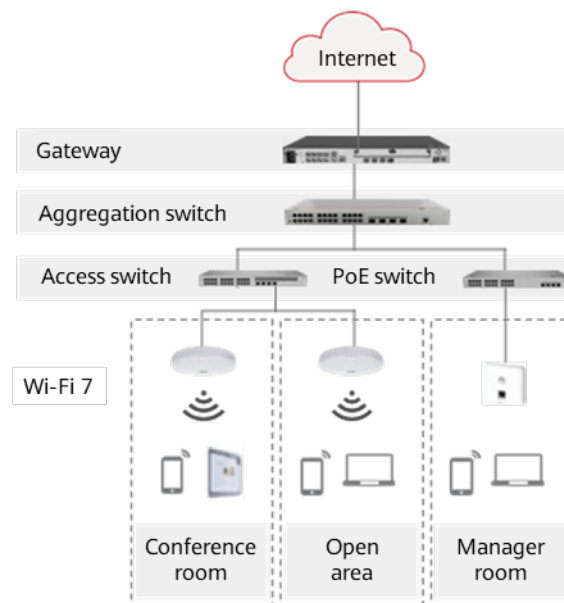 Internet
Gateway
Aggregation switch
Access switch
PoE switch
Wi-Fi 7
Conference
room
Open
area
Manager
room